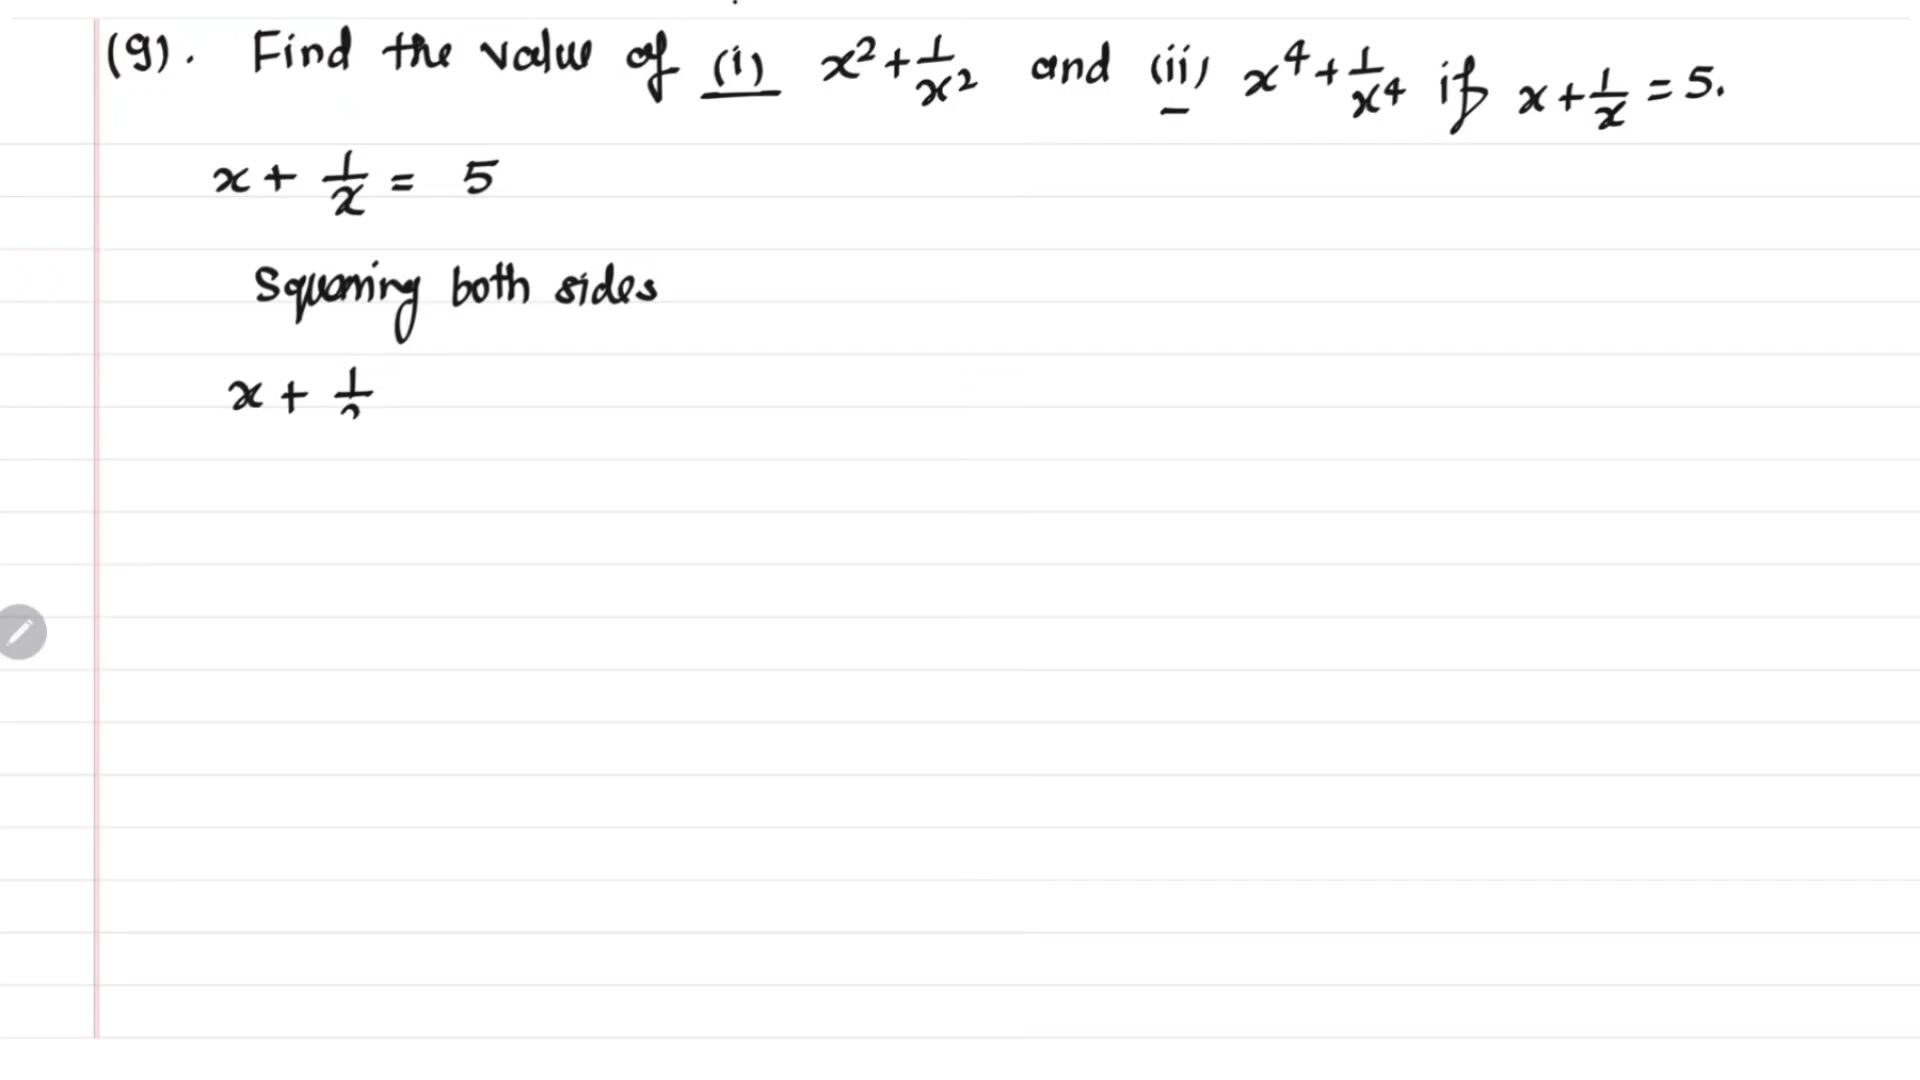 (9). Find the value of (i) x² + 1/x² and (ii) x⁴ + 1/x⁴ if x + 1/x = 5.
x + 1/x = 5
Squaring both sides
x + 1/